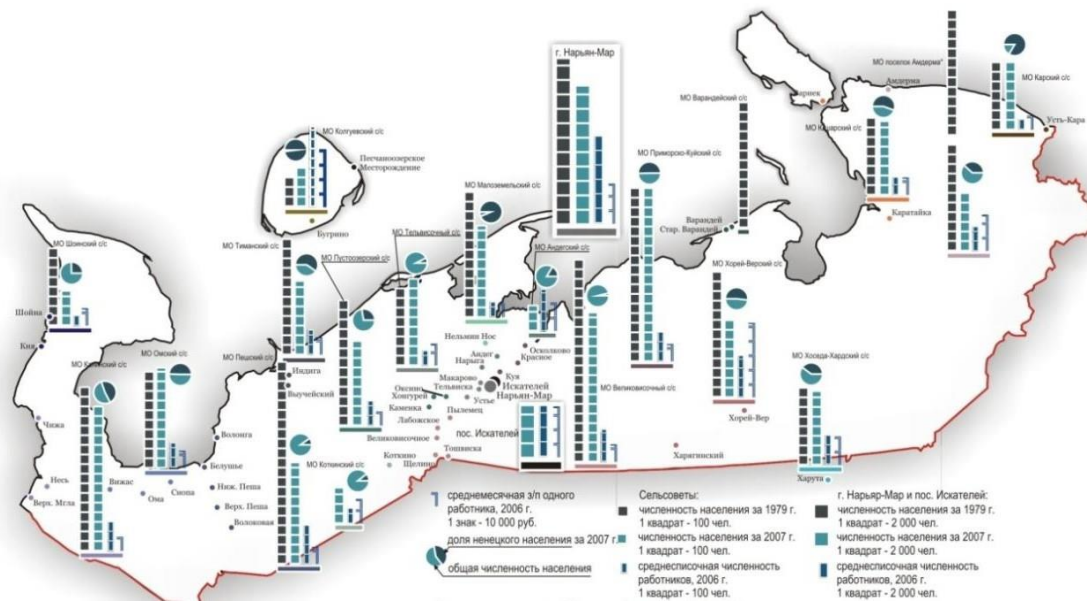 г. Нарьян-Мар
МО поселок Амдерма*
МО Карский с/с
Амдерма
МО Варандейский с/с
Усть-Кара
МО Колгуевский с/с
Песчаноозерское
Месторождение
МО Приморско-Куйский с/с
МО Малоземельский с/с
Каратайка
Бугрино
Варандей
Стар. Варандей
МО Тельвисочный с/с
МО Тиманский с/с
МО Шоинский с/с
МО Андегский с/с
МО Пустоозерский с/с
МО Хорей-Верский с/с
Шойна
Нельмин Нос
Осколково
Кия
Андег
Красное
МО Омский с/с
МО Пешский с/с
Нарыга
МО Хоседа-Хардский с/с
Индига
Макарово
Куя
Выучейский
Тельвиска
Искателей
МО Великовисочный с/с
Оксино
Нарьян-Мар
Хонгурей
Устье
Каменка
Пылемец
Хорей-Вер
Чижа
Лабожское
пос. Искателей
Волонга
Великовисочное
Харягинский
Тошвиска
МО Коткинский с/с
Коткино
Щелино
Белушье
Несь
Вижас
Снопа
Ниж. Пеша
Харута
Верх. Мгла
Ома
Верх. Пеша
Волоковая
среднемесячная з/п одного
работника, 2006 г.
1 знак - 10 000 руб.
доля ненецкого населения за 2007 г.
общая численность населения
Сельсоветы:
численность населения за 1979 г.
1 квадрат - 100 чел.
численность населения за 2007 г.
1 квадрат - 100 чел.
среднесписочная численность
работников, 2006 г.
1 квадрат - 100 чел.
г. Нарьяр-Мар и пос. Искателей:
численность населения за 1979 г.
1 квадрат - 2 000 чел.
численность населения за 2007 г.
1 квадрат - 2 000 чел.
среднесписочная численность
работников, 2006 г.
1 квадрат - 2 000 чел.